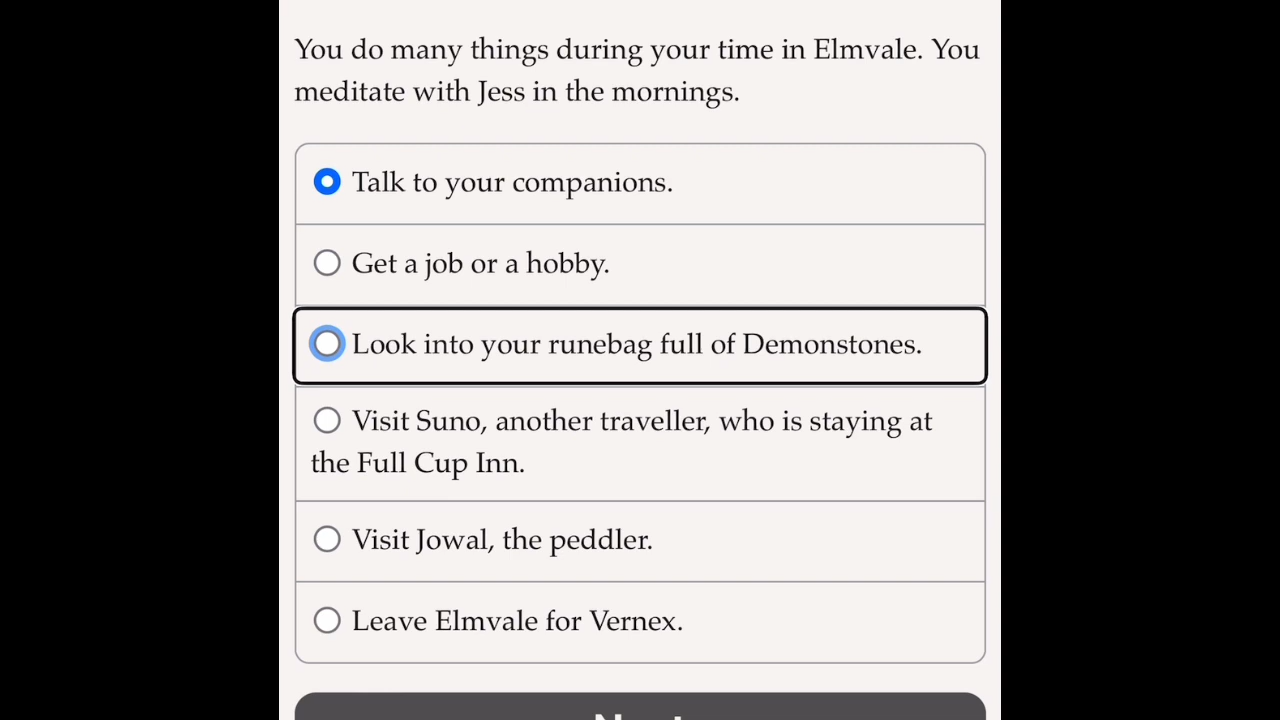 You do many things during your time in Elmvale. You
meditate with Jess in the mornings.
Talk to your companions.
Get a job or a hobby.
Look into your runebag full of Demonstones.
Visit Suno, another traveller, who is staying at
the Full Cup Inn.
Visit Jowal, the peddler.
Leave Elmvale for Vernex.